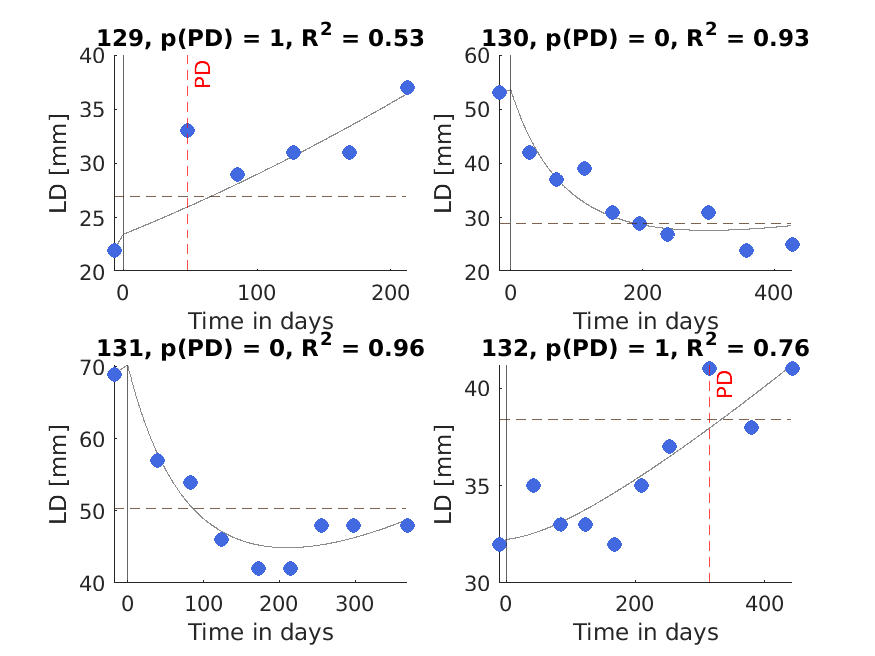 129, p(PD) = 1, R² = 0.53
40
35
30
25
20
LD [mm]
PD
0
100
200
Time in days
130, p(PD) = 0, R² = 0.93
60
50
40
30
20
LD [mm]
0
200
400
Time in days
131, p(PD) = 0, R² = 0.96
70
60
50
40
LD [mm]
0
100
200
300
Time in days
132, p(PD) = 1, R² = 0.76
40
35
30
LD [mm]
PD
0
200
400
Time in days